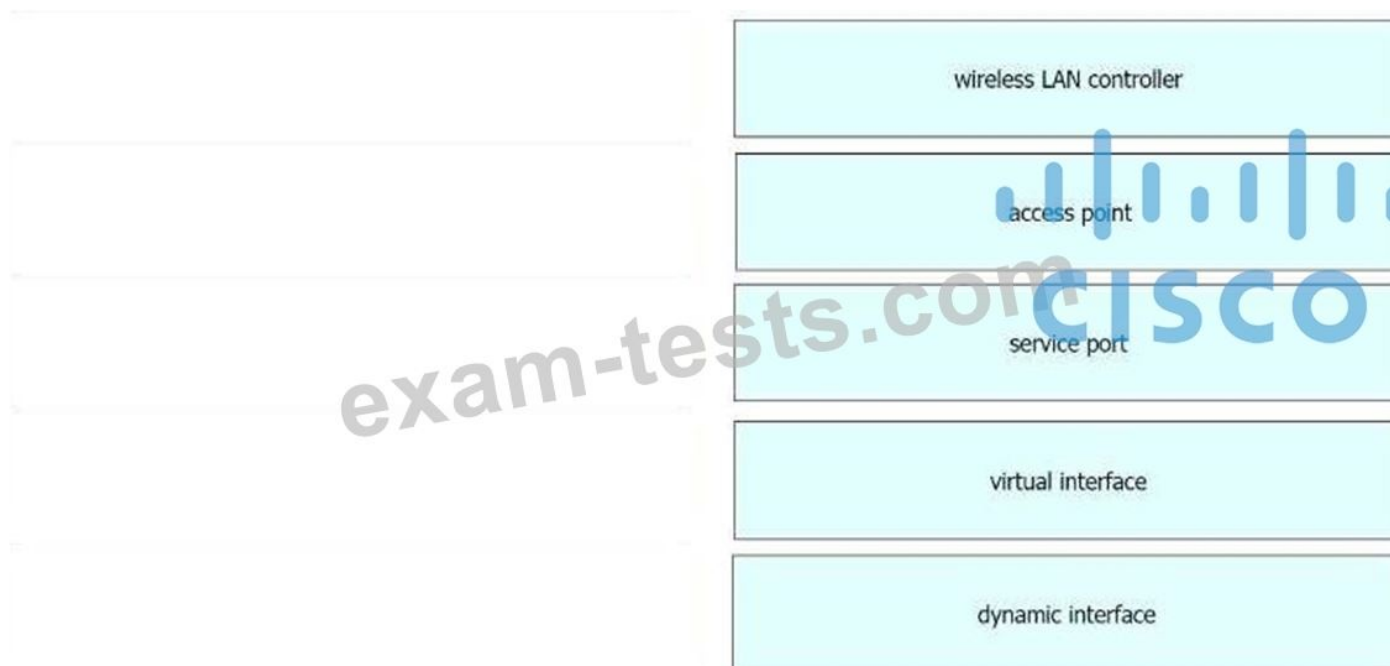 wireless LAN controller
access point
CISCO
exam-tests.com
service port
virtual interface
dynamic interface